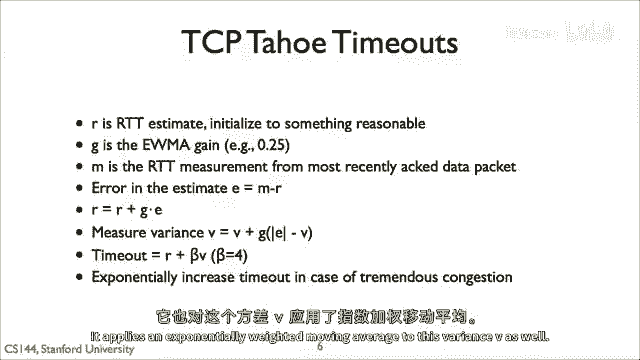 TCP Tahoe Timeouts
• r is RTT estimate, initialize to something reasonable
• g is the EWMA gain (e.g., 0.25)
• m is the RTT measurement from most recently acked data packet
• Error in the estimate e = m-r
• r = r + g·e
• Measure variance v = v + g(|e| - v)
• Timeout = r + βv (β=4)
• Exponentially increase timeout in case of tremendous congestion
它也对这个方差 v 应用了指数加权移动平均。
It applies an exponentially weighted moving average to this variance v as well.
CS144, Stanford University
6